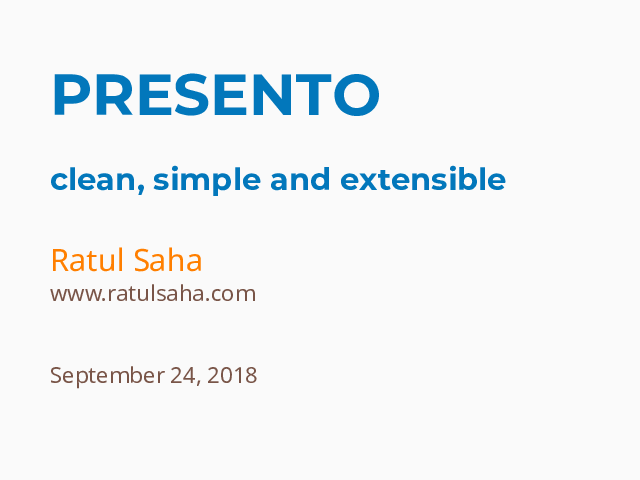 PRESENTO
clean, simple and extensible
Ratul Saha
www.ratulsaha.com
September 24, 2018